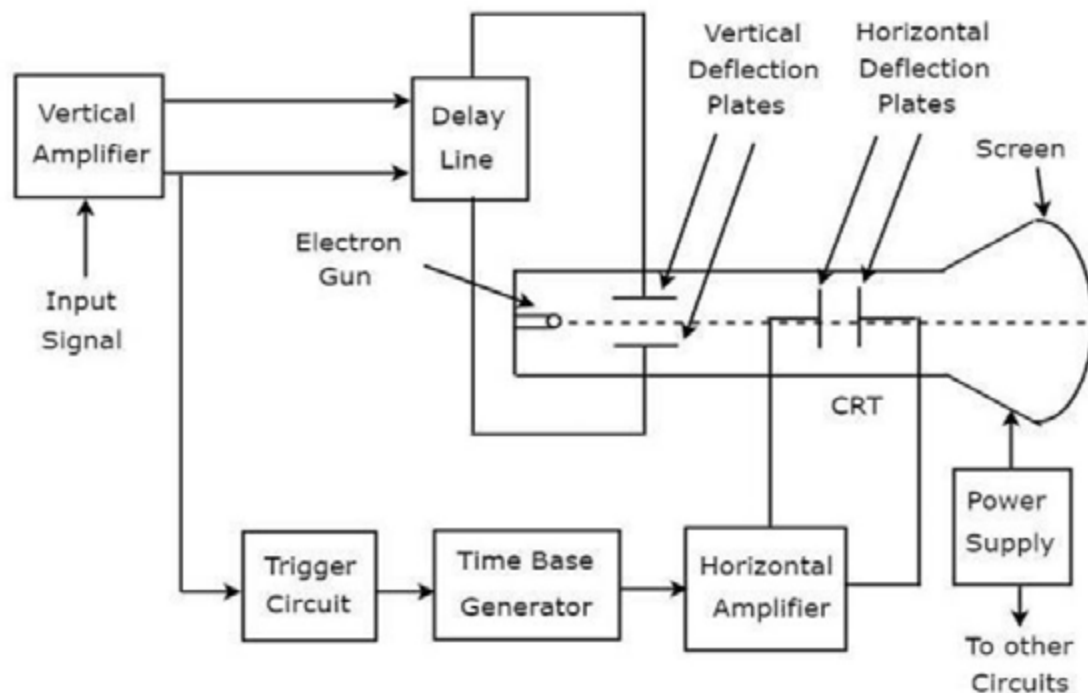 Vertical
Amplifier
Input
Signal
Delay
Line
Electron
Gun
Vertical
Deflection
Plates
Horizontal
Deflection
Plates
Screen
CRT
Trigger
Circuit
Time Base
Generator
Horizontal
Amplifier
Power
Supply
To other
Circuits